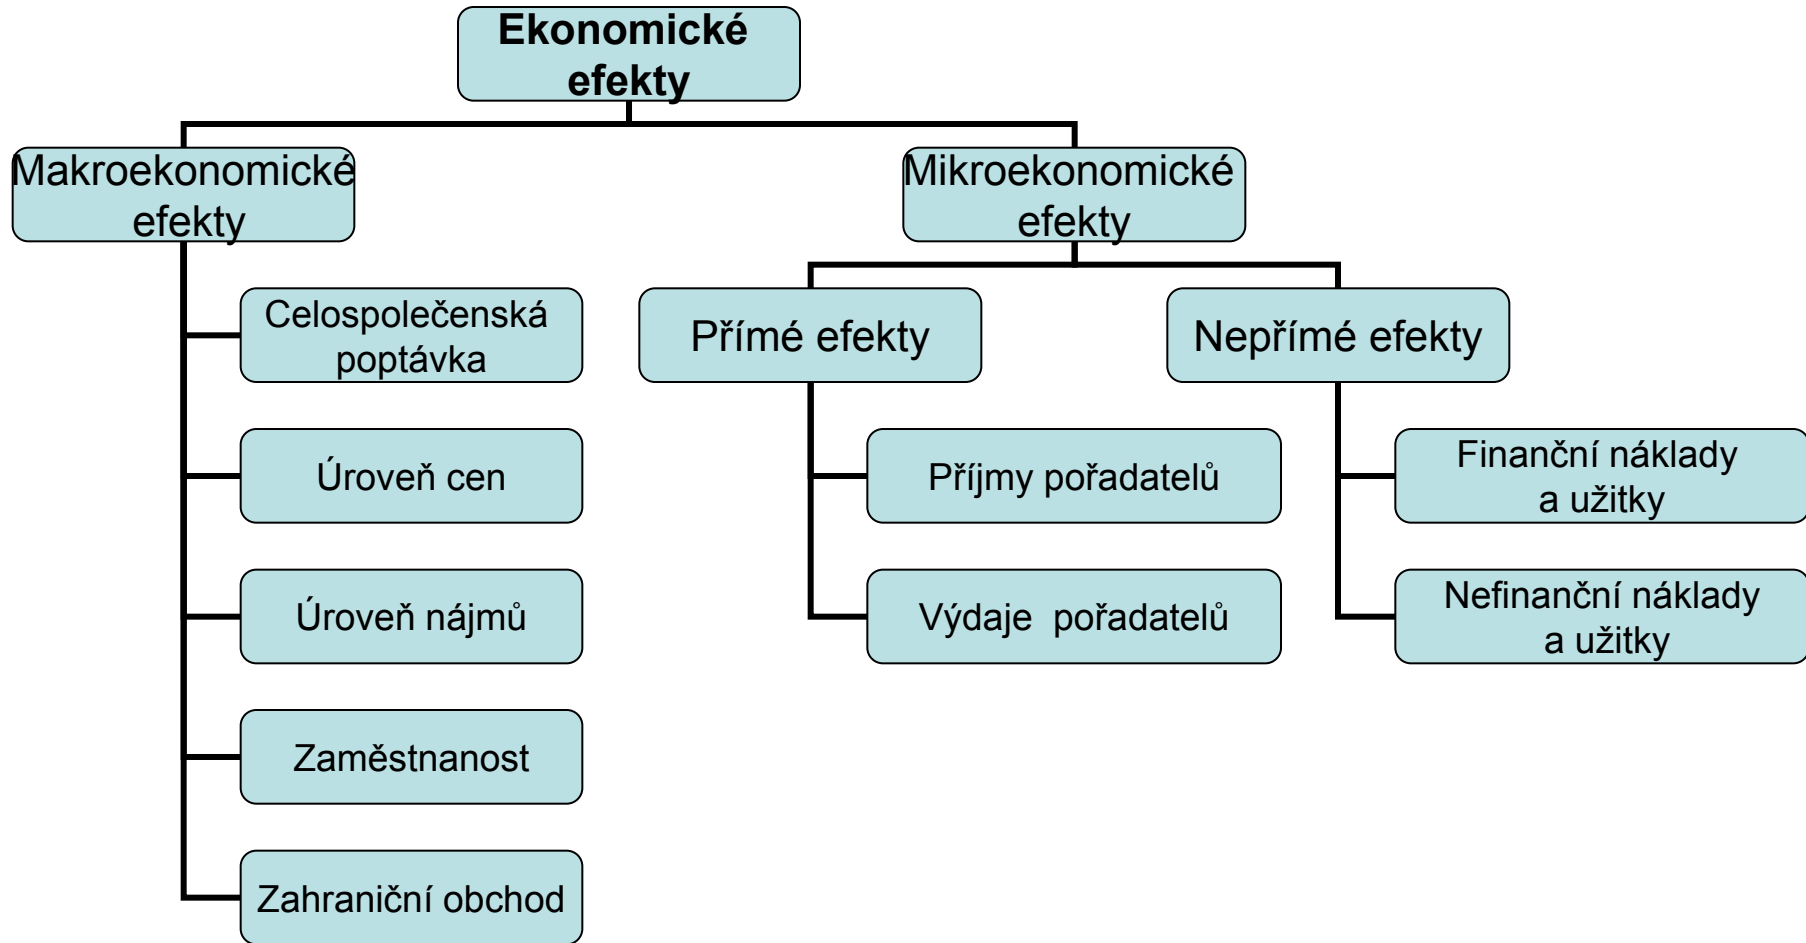 Ekonomické
efekty
Makroekonomické
efekty
Mikroekonomické
efekty
Celospolečenská
poptávka
Přímé efekty
Nepřímé efekty
Úroveň cen
Příjmy pořadatelů
Finanční náklady
a užitky
Úroveň nájmů
Výdaje pořadatelů
Nefinanční náklady
a užitky
Zaměstnanost
Zahraniční obchod